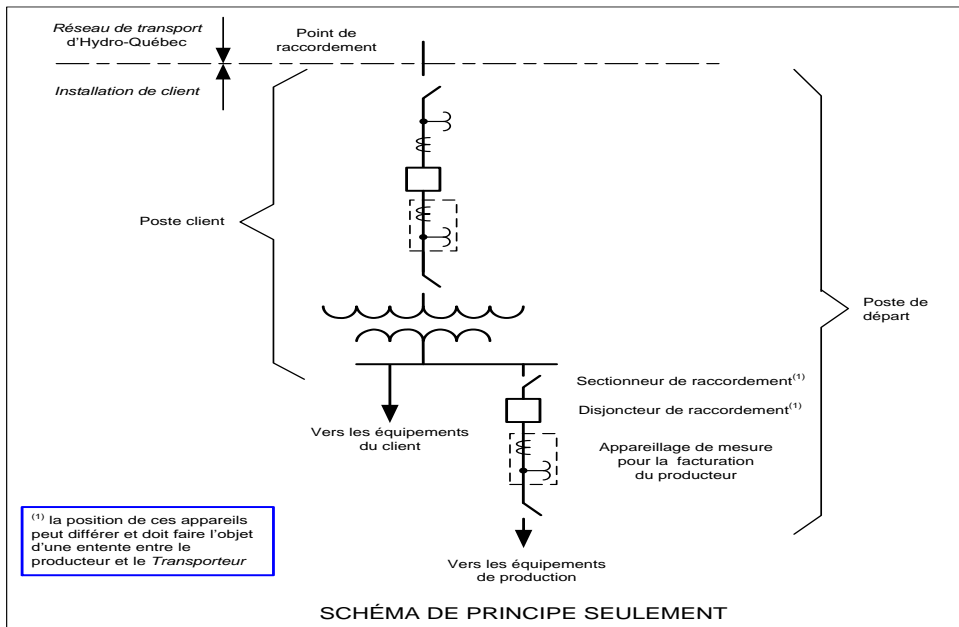 Réseau de transport
d'Hydro-Québec
Point de
raccordement
Installation de client
Poste client
Poste de
départ
Sectionneur de raccordement(1)
Disjoncteur de raccordement(1)
Vers les équipements
du client
Appareillage de mesure
pour la facturation
du producteur
(1) la position de ces appareils
peut différer et doit faire l'objet
d'une entente entre le
producteur et le Transporteur
Vers les équipements
de production
SCHÉMA DE PRINCIPE SEULEMENT